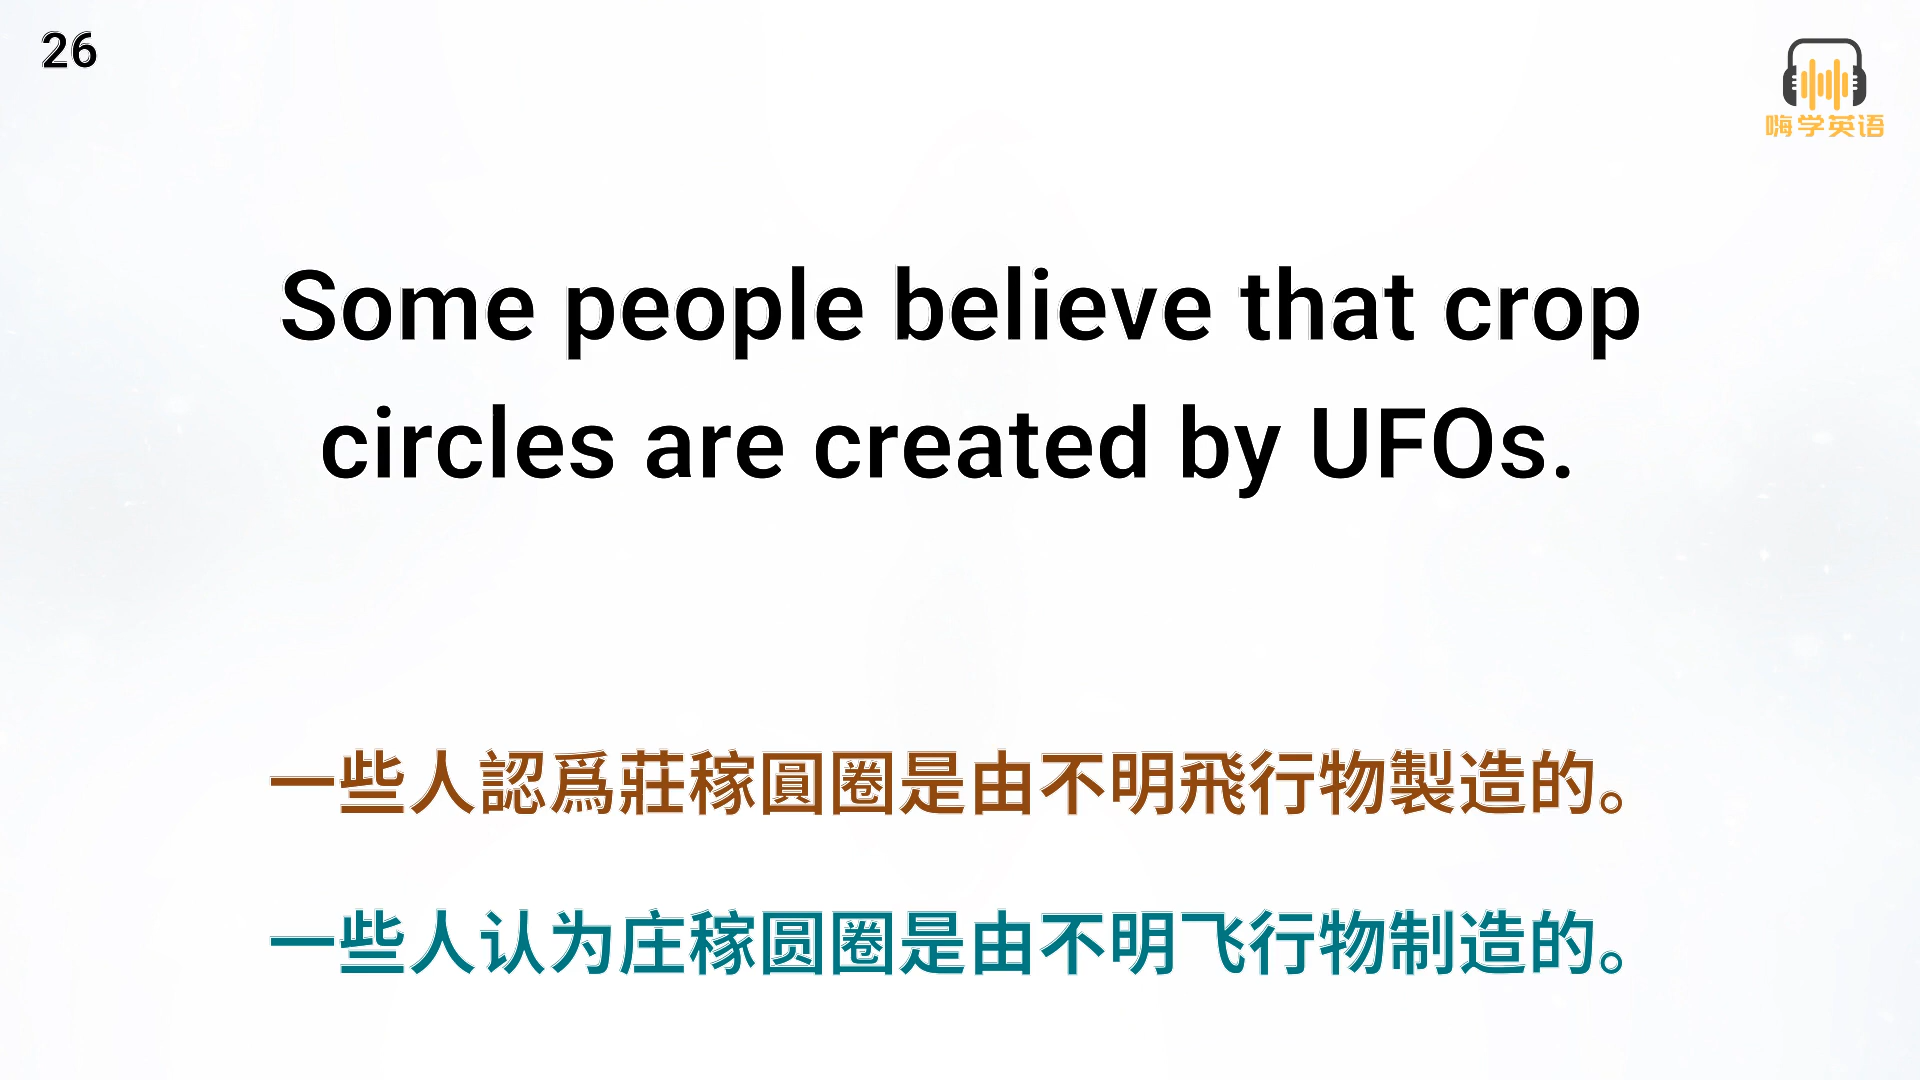 26
嗨学英语
Some people believe that crop
circles are created by UFOs.
一些人認爲莊稼圓圈是由不明飛行物製造的。
一些人认为庄稼圆圈是由不明飞行物制造的。